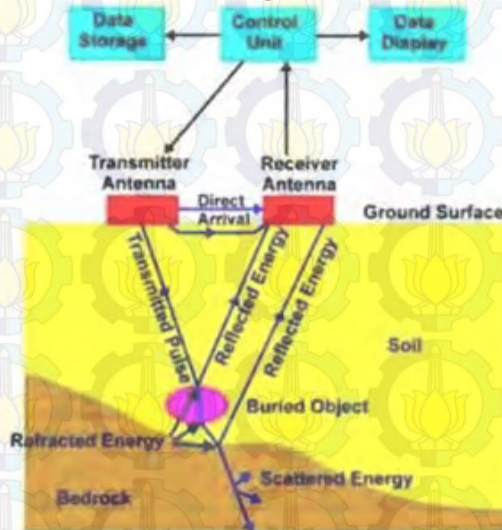 Data
Storage
Control
Unit
Data
Display
Transmitter
Antenna
Receiver
Antenna
Direct
Arrival
Ground Surface
Transmitted Pulse
Reflected Energy
Reflected Energy
Soil
Buried Object
Refracted Energy
Scattered Energy
Bedrock